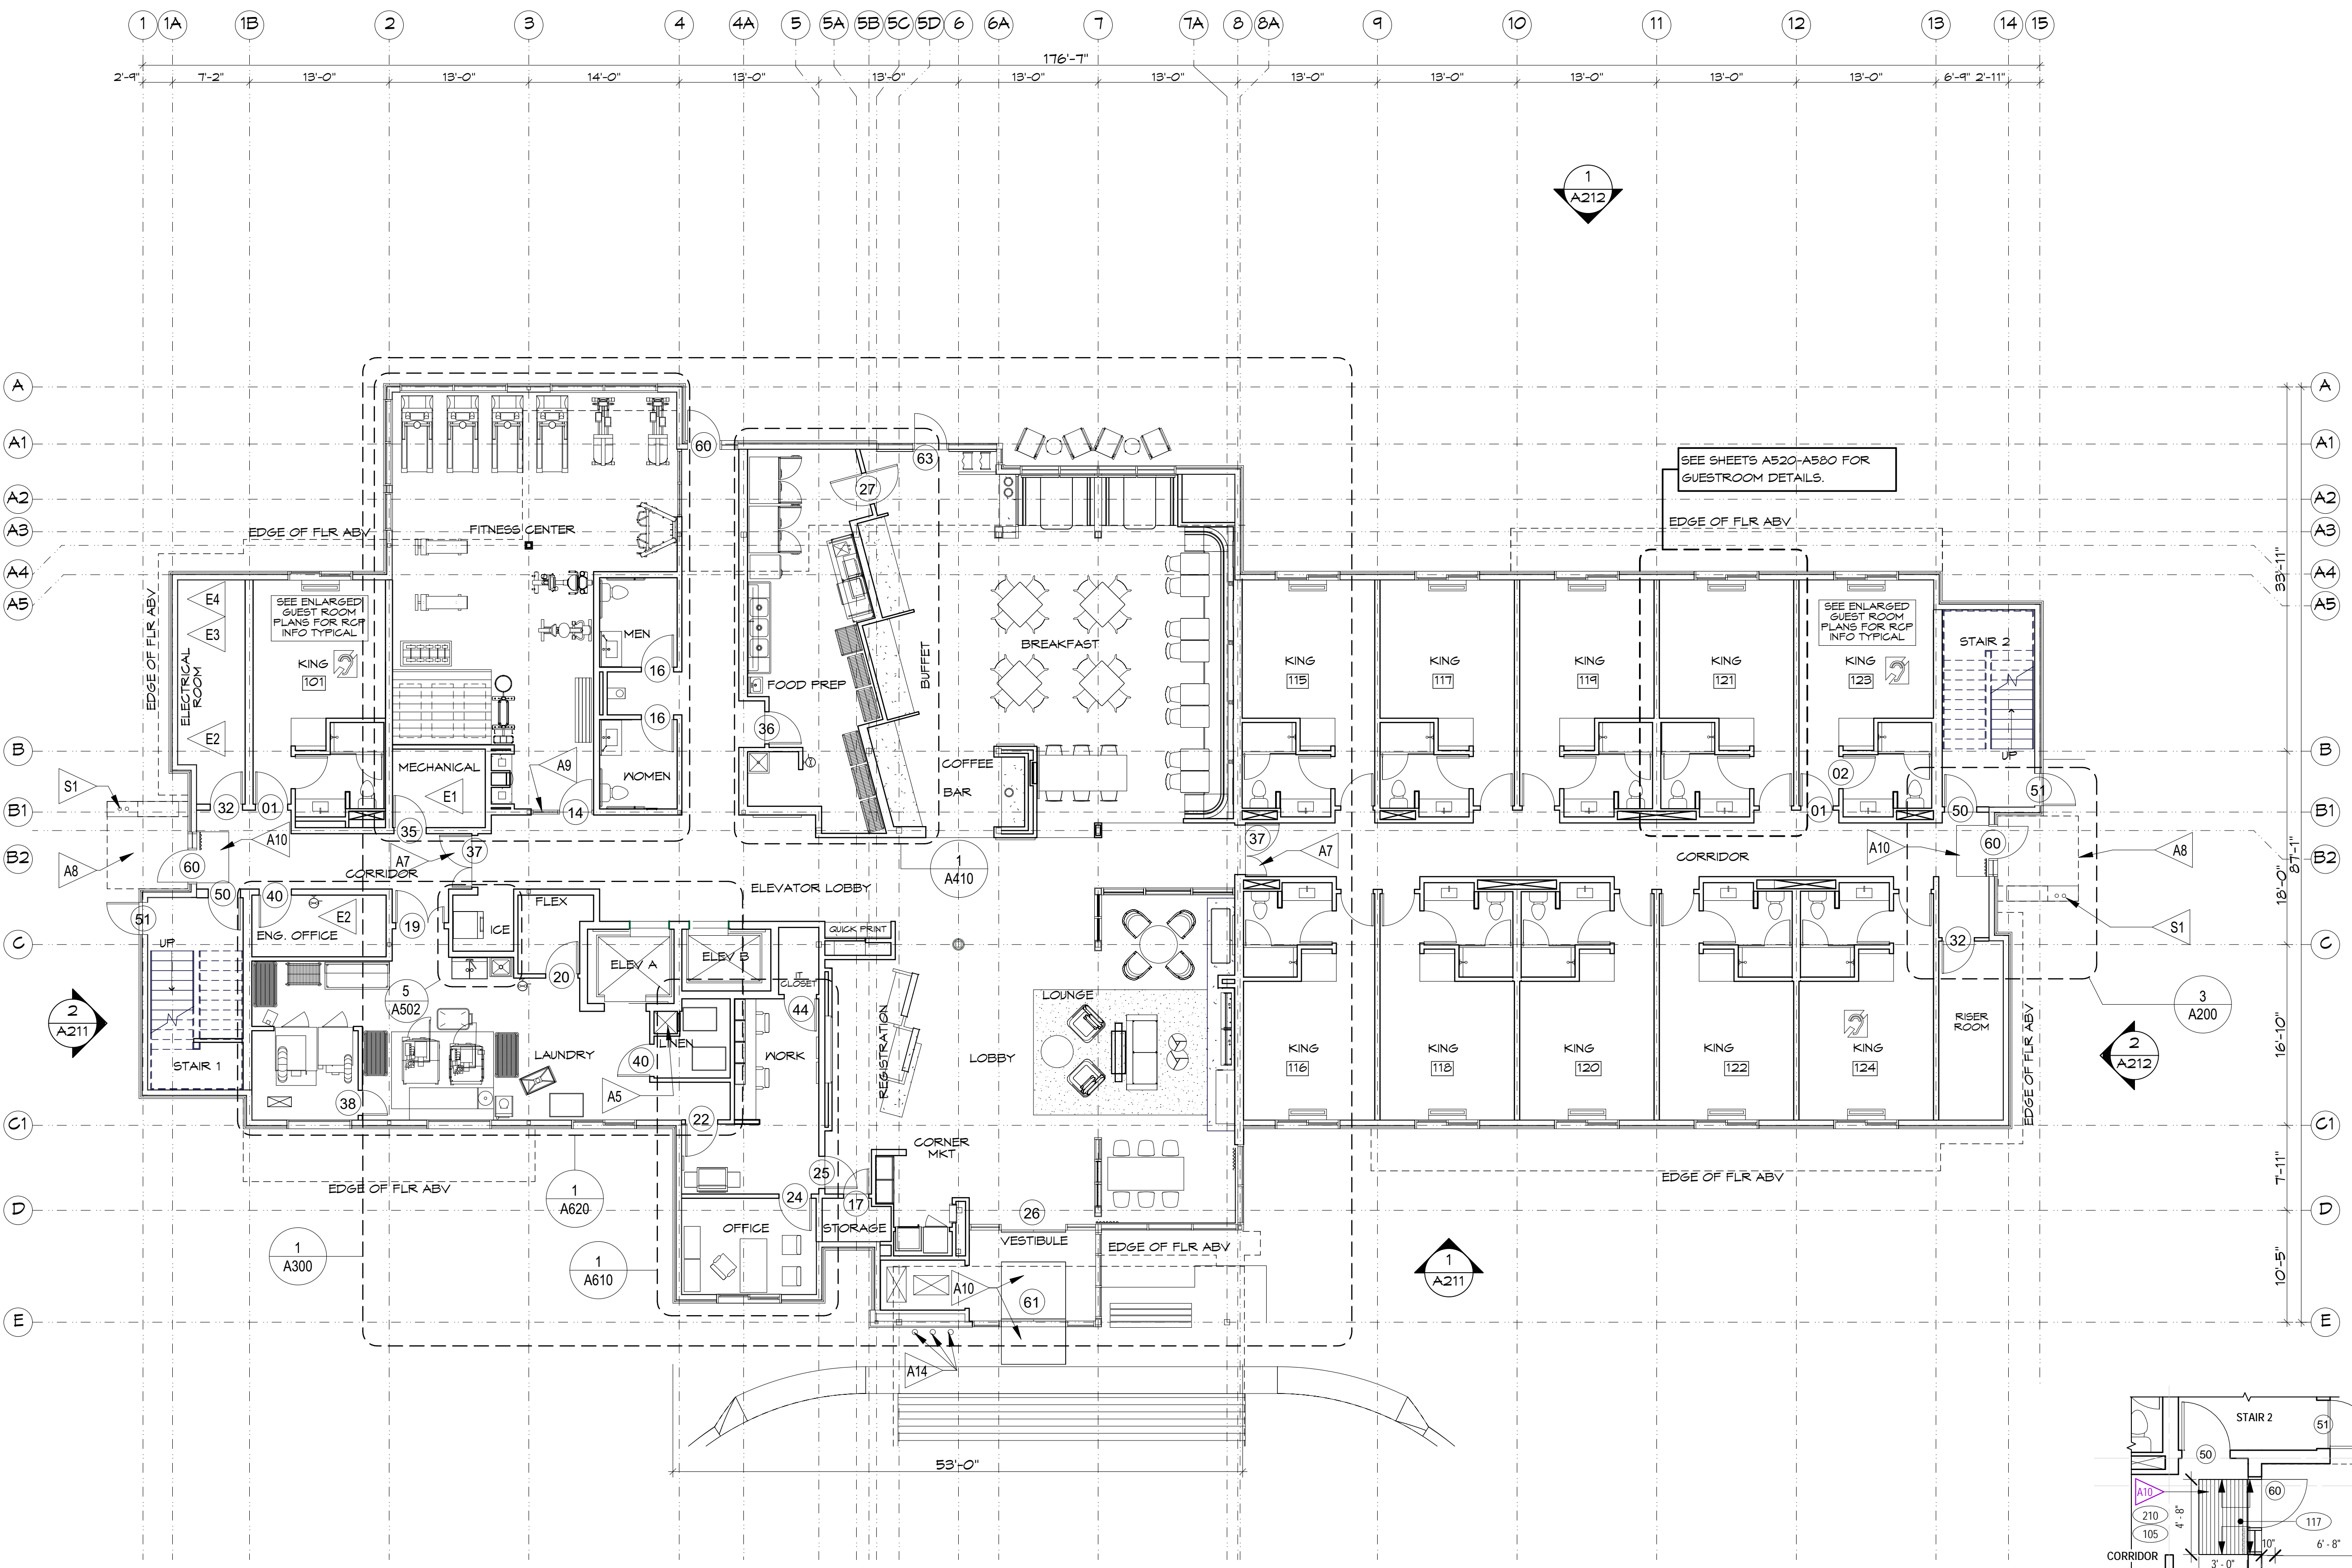 1 1A 1B 2 3 4 4A 5 5A 5B 5C 5D 6 6A 7 7A 8 8A 9 10 11 12 13 14 15
176'-7"
2'-9" 7'-2" 13'-0" 13'-0" 14'-0" 13'-0" 13'-0" 13'-0" 13'-0" 13'-0" 13'-0" 13'-0" 13'-0" 13'-0" 6'-9" 2'-11"
1
A212
A A
A1 60 63 A1
SEE SHEETS A520-A580 FOR
GUESTROOM DETAILS.
A2 27 A2
EDGE OF FLR ABV FITNESS CENTER EDGE OF FLR ABV
A3 A3
33'-11"
A4 A4
A5 A5
E4
E3
E2
ELECTRICAL
ROOM
EDGE OF FLR ABV
SEE ENLARGED
GUEST ROOM
PLANS FOR RCP
INFO TYPICAL
KING
101
MEN
16
16
WOMEN
FOOD PREP
36
BUFFET
BREAKFAST
COFFEE
BAR
KING
115
KING
117
KING
119
KING
121
SEE ENLARGED
GUEST ROOM
PLANS FOR RCP
INFO TYPICAL
KING
123
STAIR 2
UP
B B
MECHANICAL
E1
A9
14
02
S1
32
01
01
50
51
B1 B1
35
A10
60
A8
A7
37
37
A7
A10
60
A8
B2 B2
CORRIDOR
1
A410
CORRIDOR
ELEVATOR LOBBY
18'-0"
87'-1"
51
50
40
E2
ENG. OFFICE
19
ICE
FLEX
20
ELEV A
ELEV B
QUICK PRINT
IT
CLOSET
44
S1
32
C C
UP
STAIR 1
2
A211
5
A502
LAUNDRY
LINEN
40
A5
38
22
WORK
REGISTRATION
LOBBY
LOUNGE
KING
116
KING
118
KING
120
KING
122
KING
124
RISER
ROOM
EDGE OF FLR ABV
3
A200
2
A212
16'-10"
C1 C1
CORNER
MKT
25
7'-11"
EDGE OF FLR ABV
EDGE OF FLR ABV
1
A620
24
17
D D
OFFICE
STORAGE
26
VESTIBULE
EDGE OF FLR ABV
1
A300
1
A610
A10
61
1
A211
10'-5"
E E
A14
53'-0"
STAIR 2
51
50
A10
60
210
105
4' - 8"
117
10"
6' - 8"
CORRIDOR
3' - 0"